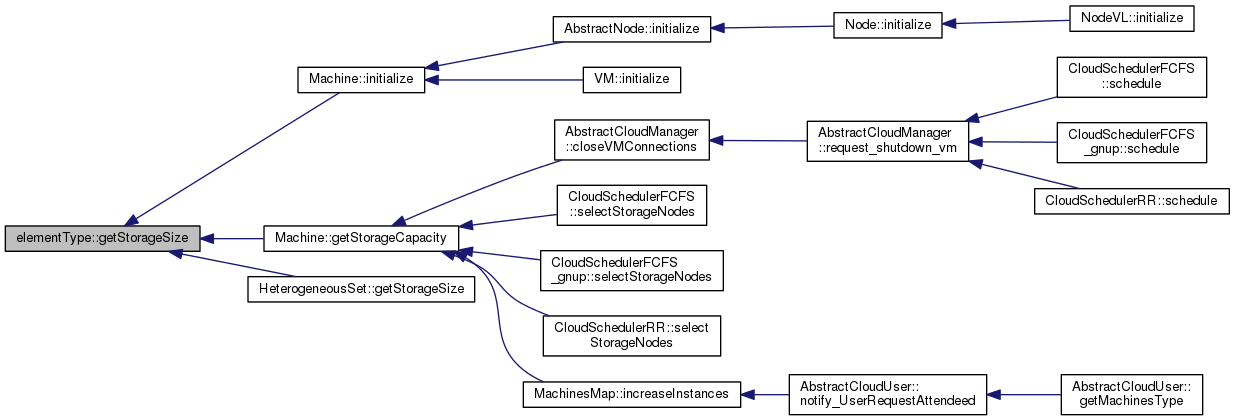 AbstractNode::initialize
Node::initialize
NodeVL::initialize
Machine::initialize
VM::initialize
CloudSchedulerFCFS
::schedule
AbstractCloudManager
::closeVMConnections
AbstractCloudManager
::request_shutdown_vm
CloudSchedulerFCFS
_gnup::schedule
CloudSchedulerRR::schedule
CloudSchedulerFCFS
::selectStorageNodes
elementType::getStorageSize
Machine::getStorageCapacity
CloudSchedulerFCFS
_gnup::selectStorageNodes
HeterogeneousSet::getStorageSize
CloudSchedulerRR::select
StorageNodes
MachinesMap::increaseInstances
AbstractCloudUser::
notify_UserRequestAttendeed
AbstractCloudUser::
getMachinesType